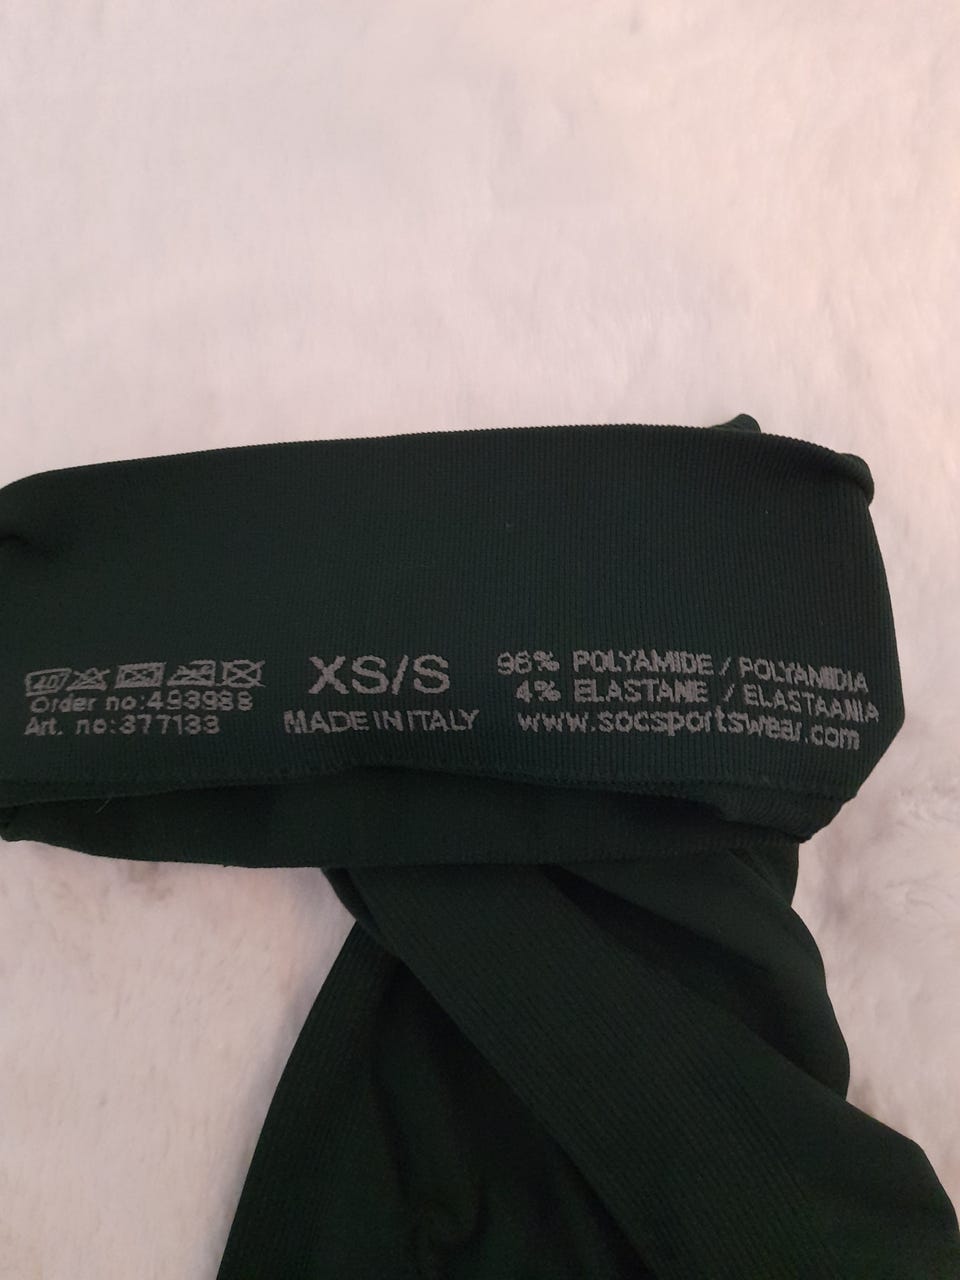 40
Order no:493988
Art. no:377133
XS/S
MADE IN ITALY
96% POLYAMIDE / POLYAMIDIA
4% ELASTANE / ELASTAANIA
www.socsportswear.com